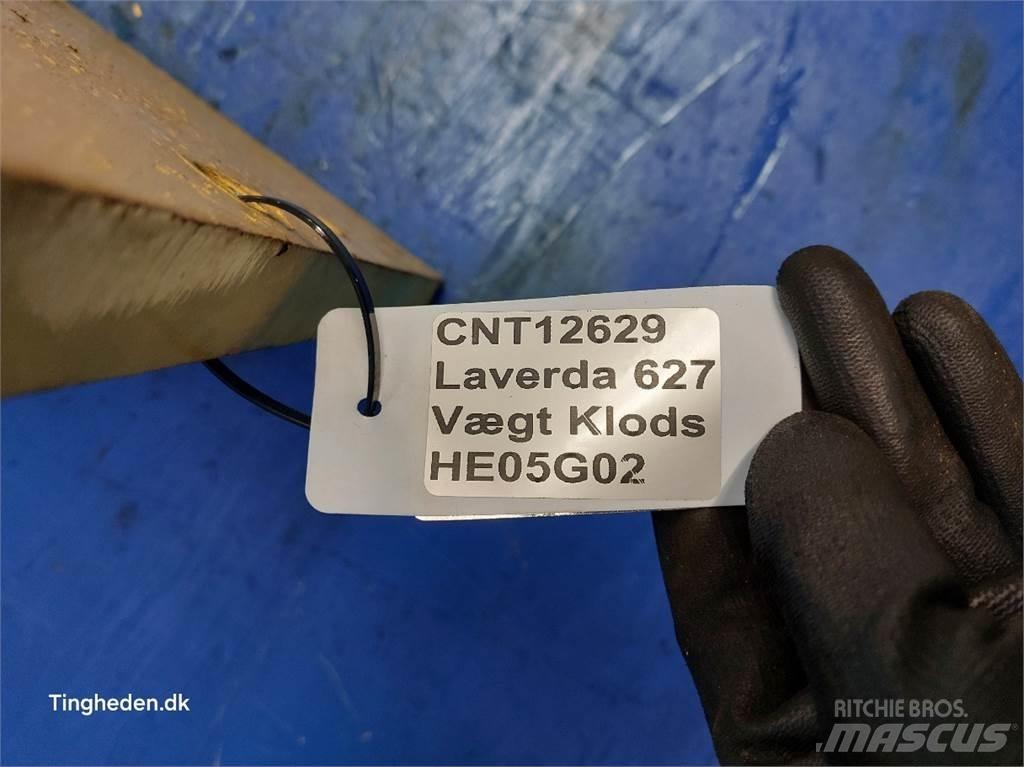 CNT12629
Laverda 627
Vægt Klods
HE05G02
Tingheden.dk
RITCHIE BROS.
MASCUS